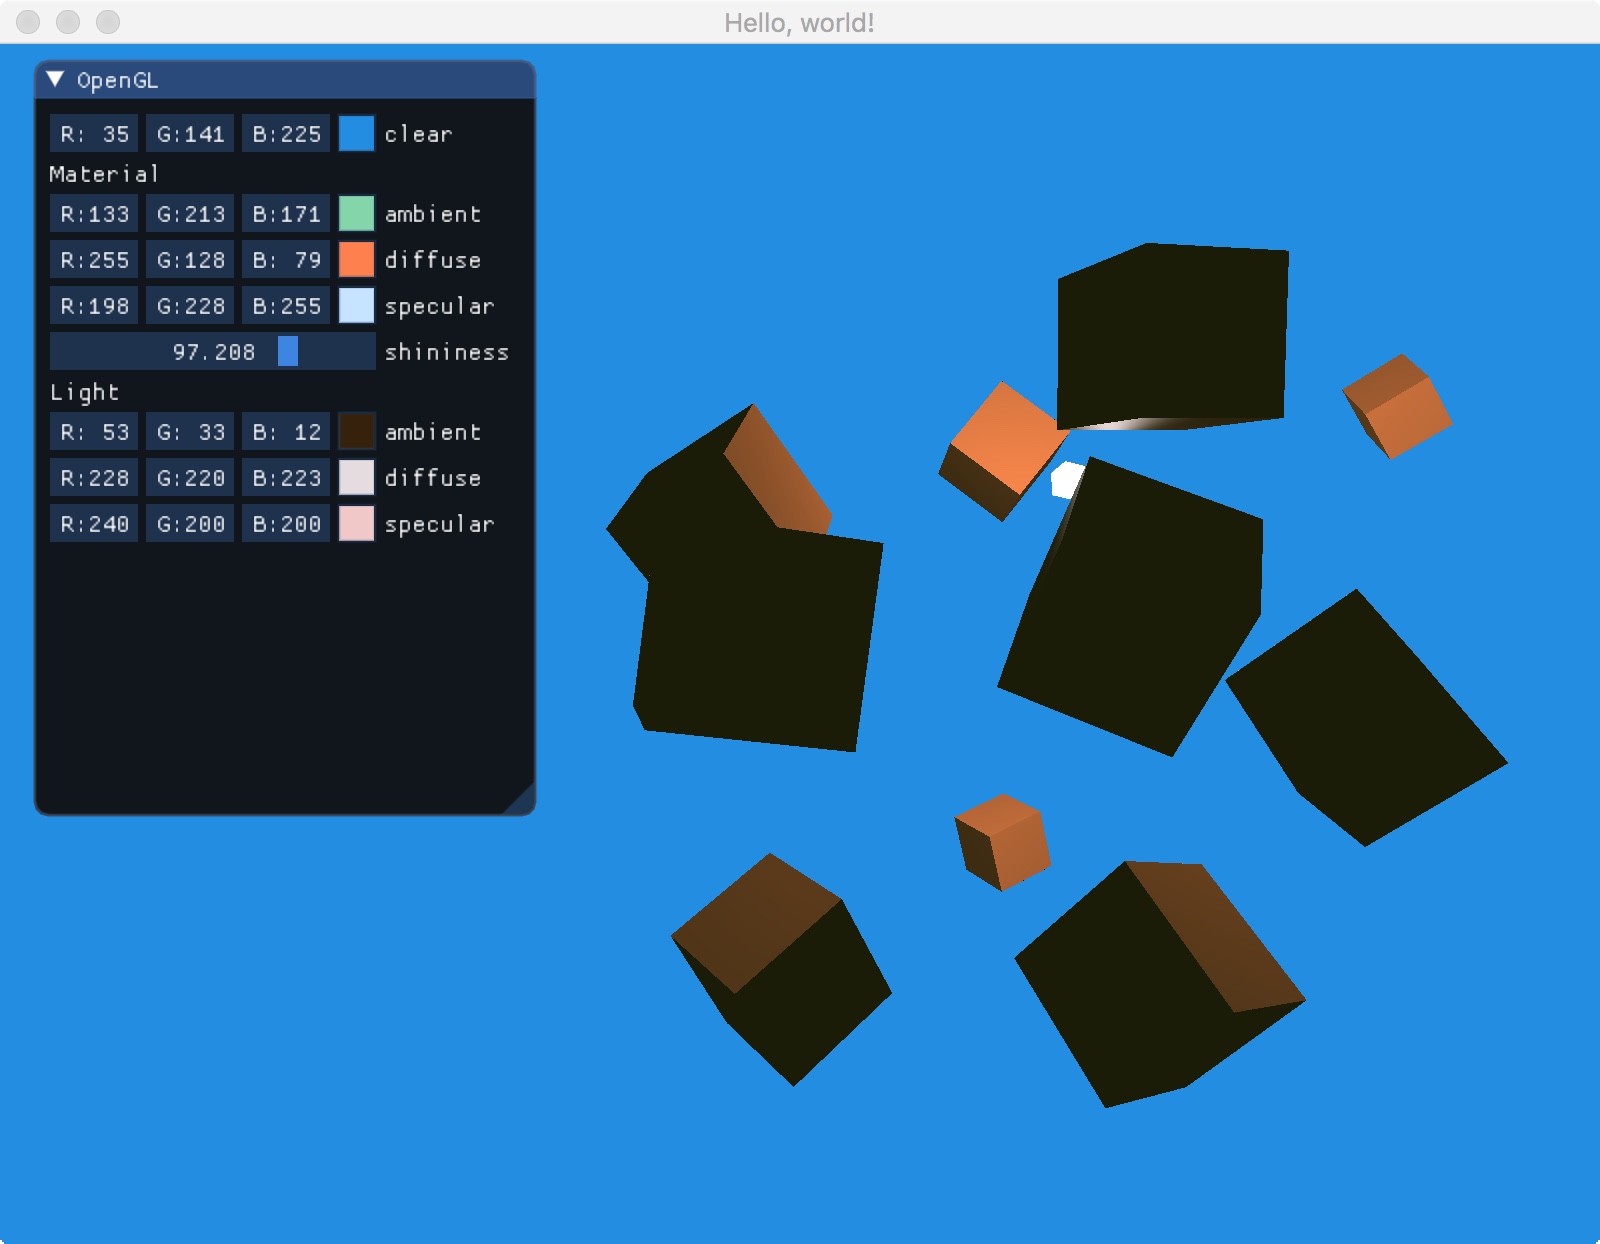 Hello, world!
OpenGL
R: 35 G:141 B:225 clear
Material
R:133 G:213 B:171 ambient
R:255 G:128 B: 79 diffuse
R:198 G:228 B:255 specular
97.208 shininess
Light
R: 53 G: 33 B: 12 ambient
R:228 G:220 B:223 diffuse
R:240 G:200 B:200 specular